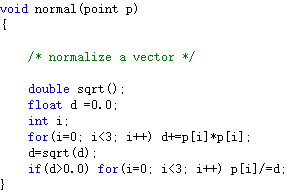 void normal(point p)
{
/* normalize a vector */
double sqrt();
float d =0.0;
int i;
for(i=0; i<3; i++) d+=p[i]*p[i];
d=sqrt(d);
if(d>0.0) for(i=0; i<3; i++) p[i]/=d;
}